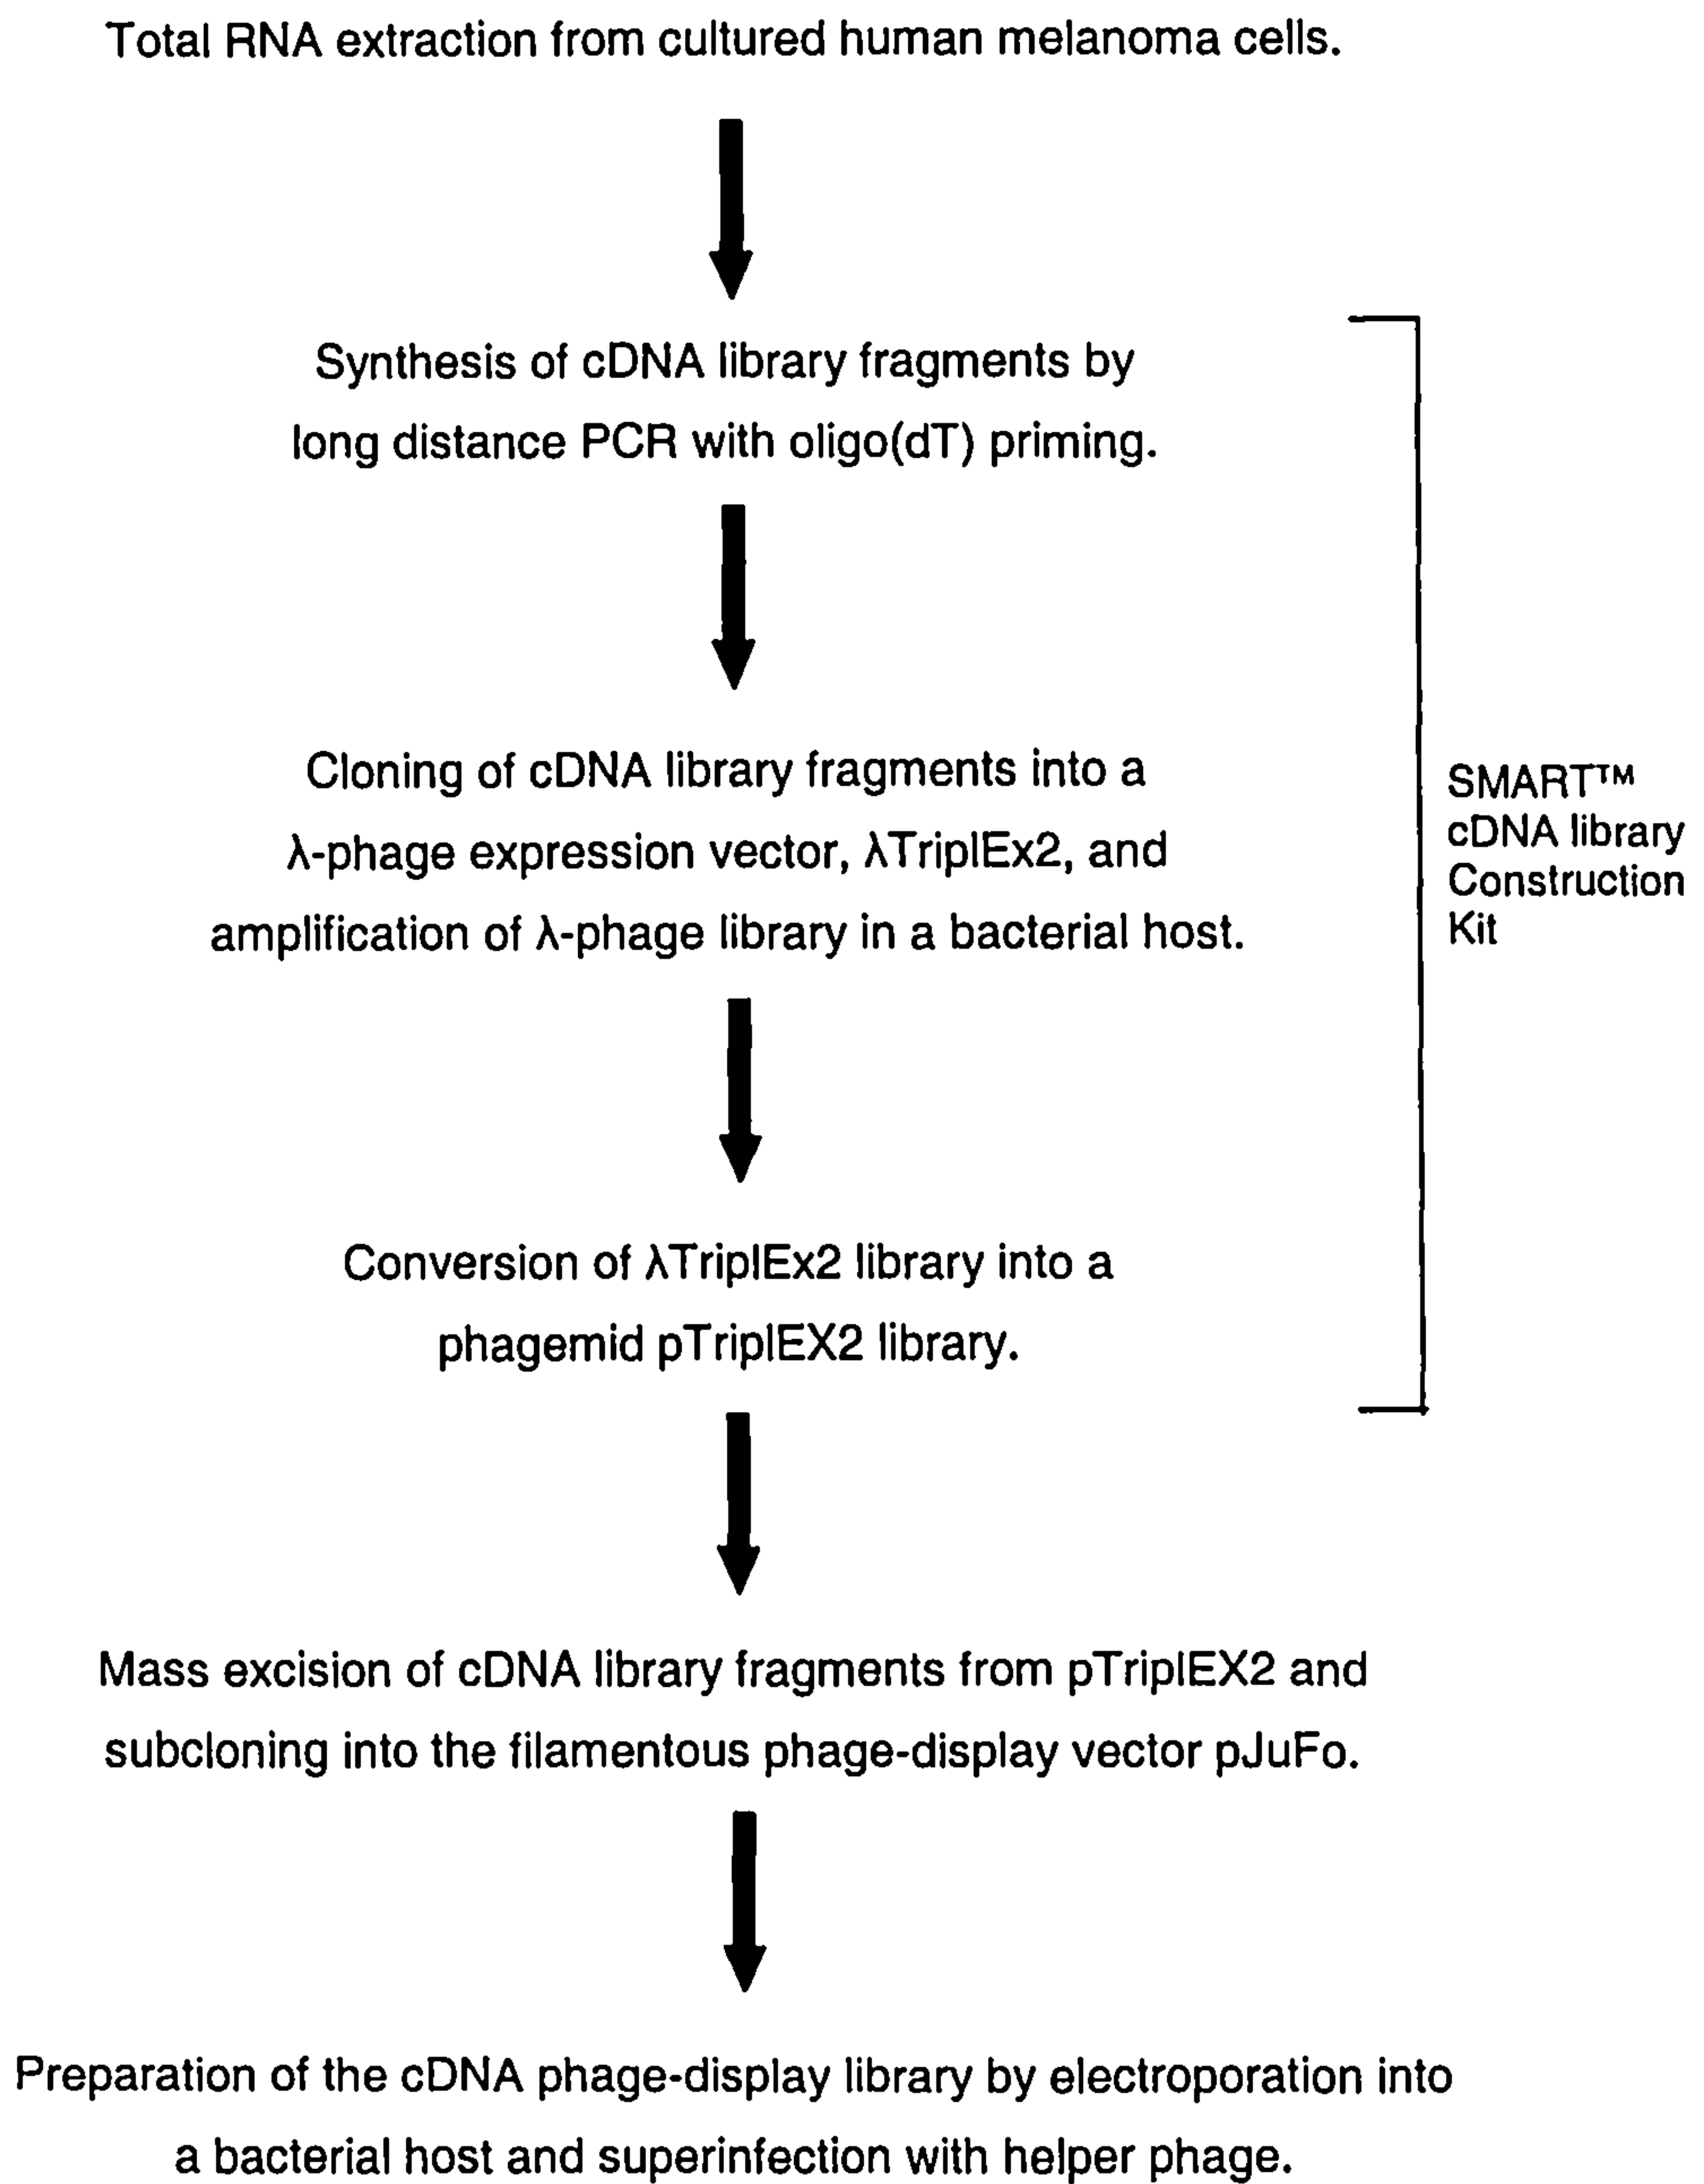 Total RNA extraction from cultured human melanoma cells.
Synthesis of cDNA library fragments by
long distance PCR with oligo(dT) priming.
Cloning of cDNA library fragments into a
λ-phage expression vector, λTriplEx2, and
amplification of λ-phage library in a bacterial host.
SMART™
cDNA library
Construction
Kit
Conversion of λTriplEx2 library into a
phagemid pTriplEX2 library.
Mass excision of cDNA library fragments from pTriplEX2 and
subcloning into the filamentous phage-display vector pJuFo.
Preparation of the cDNA phage-display library by electroporation into
a bacterial host and superinfection with helper phage.